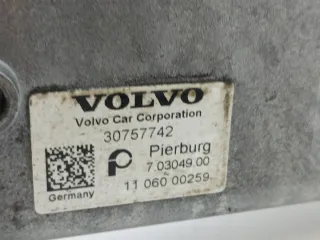 VOLVO
Volvo Car Corporation
30757742
Pierburg
7.03049.00
11 060 00259
Germany